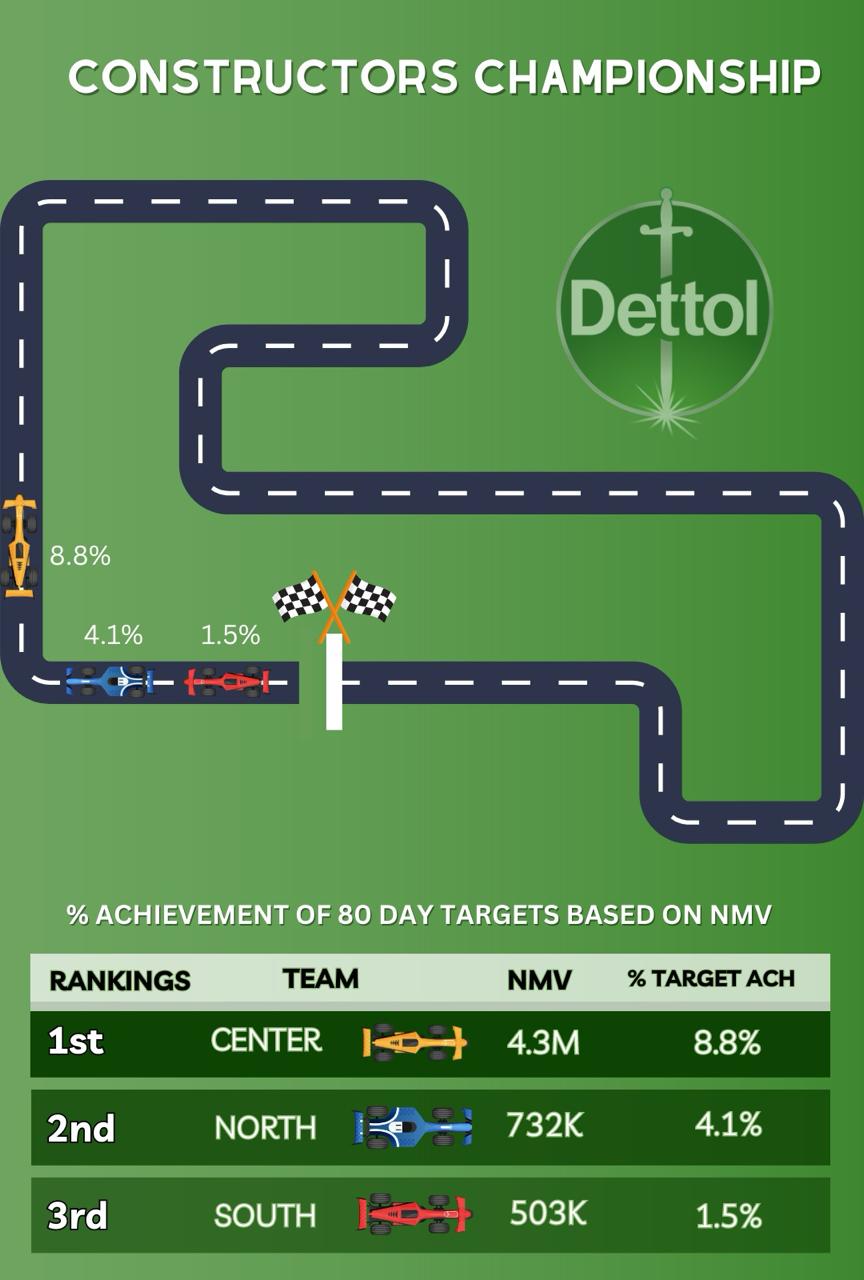 CONSTRUCTORS CHAMPIONSHIP
Dettol
8.8%
4.1% 1.5%
% ACHIEVEMENT OF 80 DAY TARGETS BASED ON NMV
RANKINGS TEAM NMV % TARGET ACH
1st CENTER 4.3M 8.8%
2nd NORTH 732K 4.1%
3rd SOUTH 503K 1.5%